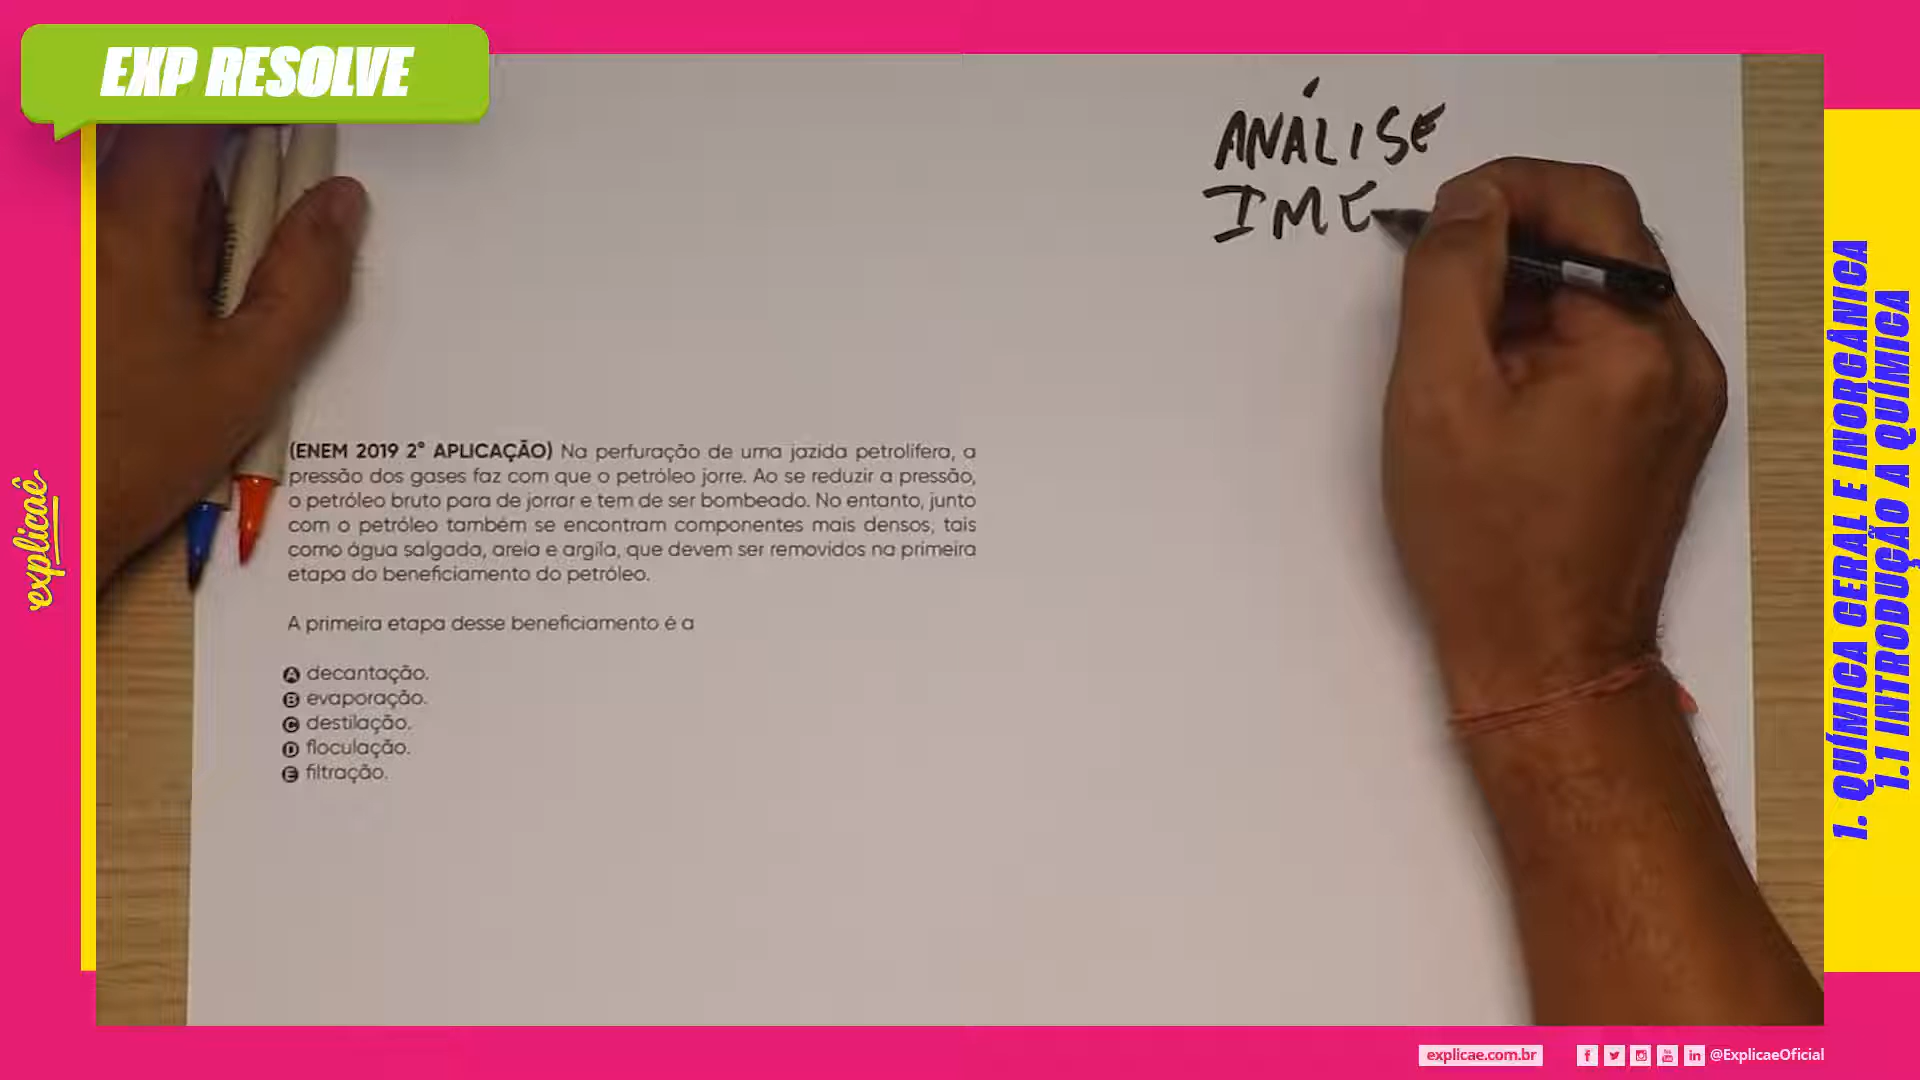 EXP RESOLVE
ANÁLISE
IME
(ENEM 2019 2° APLICAÇÃO) Na perfuração de uma jazida petrolífera, a
pressão dos gases faz com que o petróleo jorre. Ao se reduzir a pressão,
o petróleo bruto para de jorrar e tem de ser bombeado. No entanto, junto
com o petróleo também se encontram componentes mais densos, tais
como água salgada, areia e argila, que devem ser removidos na primeira
etapa do beneficiamento do petróleo.
A primeira etapa desse beneficiamento é a
A decantação.
B evaporação.
C destilação.
D floculação.
E filtração.
explicaê
1. QUÍMICA GERAL E INORGÂNICA
1.1 INTRODUÇÃO A QUÍMICA
explicae.com.br
@ExplicaeOficial